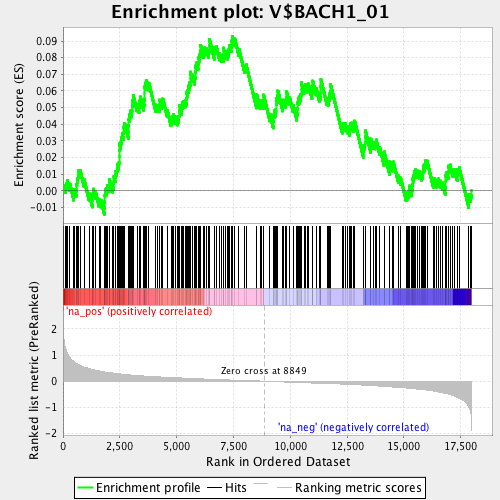 Enrichment plot: V$BACH1_01
Enrichment score (ES)
0.09
0.08
0.07
0.06
0.05
0.04
0.03
0.02
0.01
0.00
-0.01
Ranked list metric (PreRanked)
'na_pos' (positively correlated)
2
1
0
-1
-2
Zero cross at 8849
'na_neg' (negatively correlated)
0
2,500
5,000
7,500
10,000
12,500
15,000
17,500
Rank in Ordered Dataset
Enrichment profile
Hits
Ranking metric scores